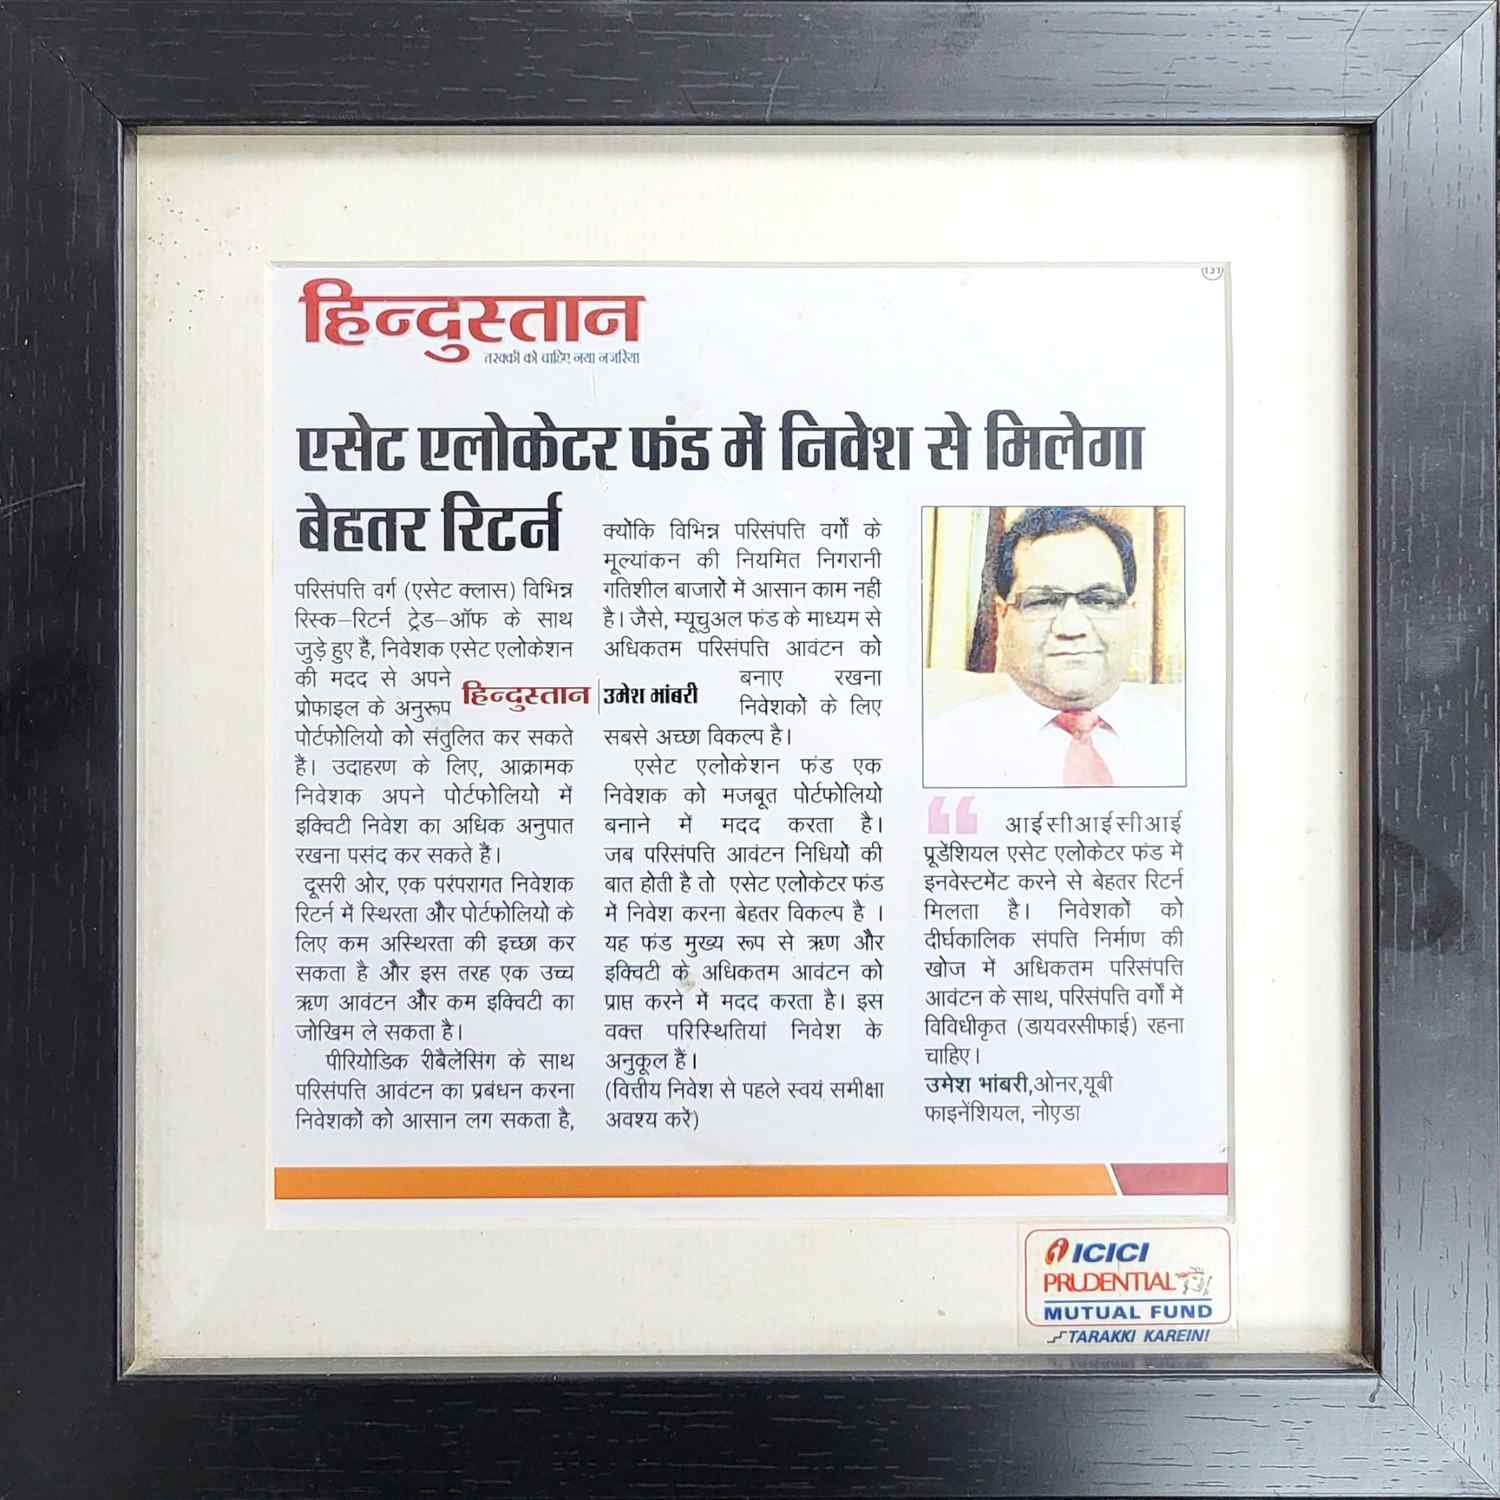 131
हिन्दुस्तान
तरक्की को चाहिए नया नजरिया
एसेट एलोकेटर फंड में निवेश से मिलेगा
बेहतर रिटर्न
परिसंपत्ति वर्ग (एसेट क्लास) विभिन्न
रिस्क–रिटर्न ट्रेड–ऑफ के साथ
जुड़े हुए है, निवेशक एसेट एलोकेशन
की मदद से अपने
प्रोफाइल के अनुरूप
पोर्टफोलियो को संतुलित कर सकते
हैं। उदाहरण के लिए, आक्रामक
निवेशक अपने पोर्टफोलियो में
इक्विटी निवेश का अधिक अनुपात
रखना पसंद कर सकते हैं।
दूसरी ओर, एक परंपरागत निवेशक
रिटर्न में स्थिरता और पोर्टफोलियो के
लिए कम अस्थिरता की इच्छा कर
सकता है और इस तरह एक उच्च
ऋण आवंटन और कम इक्विटी का
जोखिम ले सकता है।
पीरियोडिक रीबैलेंसिंग के साथ
परिसंपत्ति आवंटन का प्रबंधन करना
निवेशकों को आसान लग सकता है,
हिन्दुस्तान | उमेश भांबरी
क्योंकि विभिन्न परिसंपत्ति वर्गों के
मूल्यांकन की नियमित निगरानी
गतिशील बाजारों में आसान काम नहीं
है। जैसे, म्यूचुअल फंड के माध्यम से
अधिकतम परिसंपत्ति आवंटन को
बनाए रखना
निवेशकों के लिए
सबसे अच्छा विकल्प है।
एसेट एलोकेशन फंड एक
निवेशक को मजबूत पोर्टफोलियो
बनाने में मदद करता है।
जब परिसंपत्ति आवंटन निधियों की
बात होती है तो एसेट एलोकेटर फंड
में निवेश करना बेहतर विकल्प है ।
यह फंड मुख्य रूप से ऋण और
इक्विटी के अधिकतम आवंटन को
प्राप्त करने में मदद करता है। इस
वक्त परिस्थितियां निवेश के
अनुकूल हैं।
(वित्तीय निवेश से पहले स्वयं समीक्षा
अवश्य करें)
“ आईसीआईसीआई
प्रूडेंशियल एसेट एलोकेटर फंड में
इनवेस्टमेंट करने से बेहतर रिटर्न
मिलता है। निवेशकों को
दीर्घकालिक संपत्ति निर्माण की
खोज में अधिकतम परिसंपत्ति
आवंटन के साथ, परिसंपत्ति वर्गों में
विविधीकृत (डायवरसीफाई) रहना
चाहिए।
उमेश भांबरी,ओनर,यूबी
फाइनेंशियल, नोएडा
ICICI
PRUDENTIAL
MUTUAL FUND
TARAKKI KAREIN!